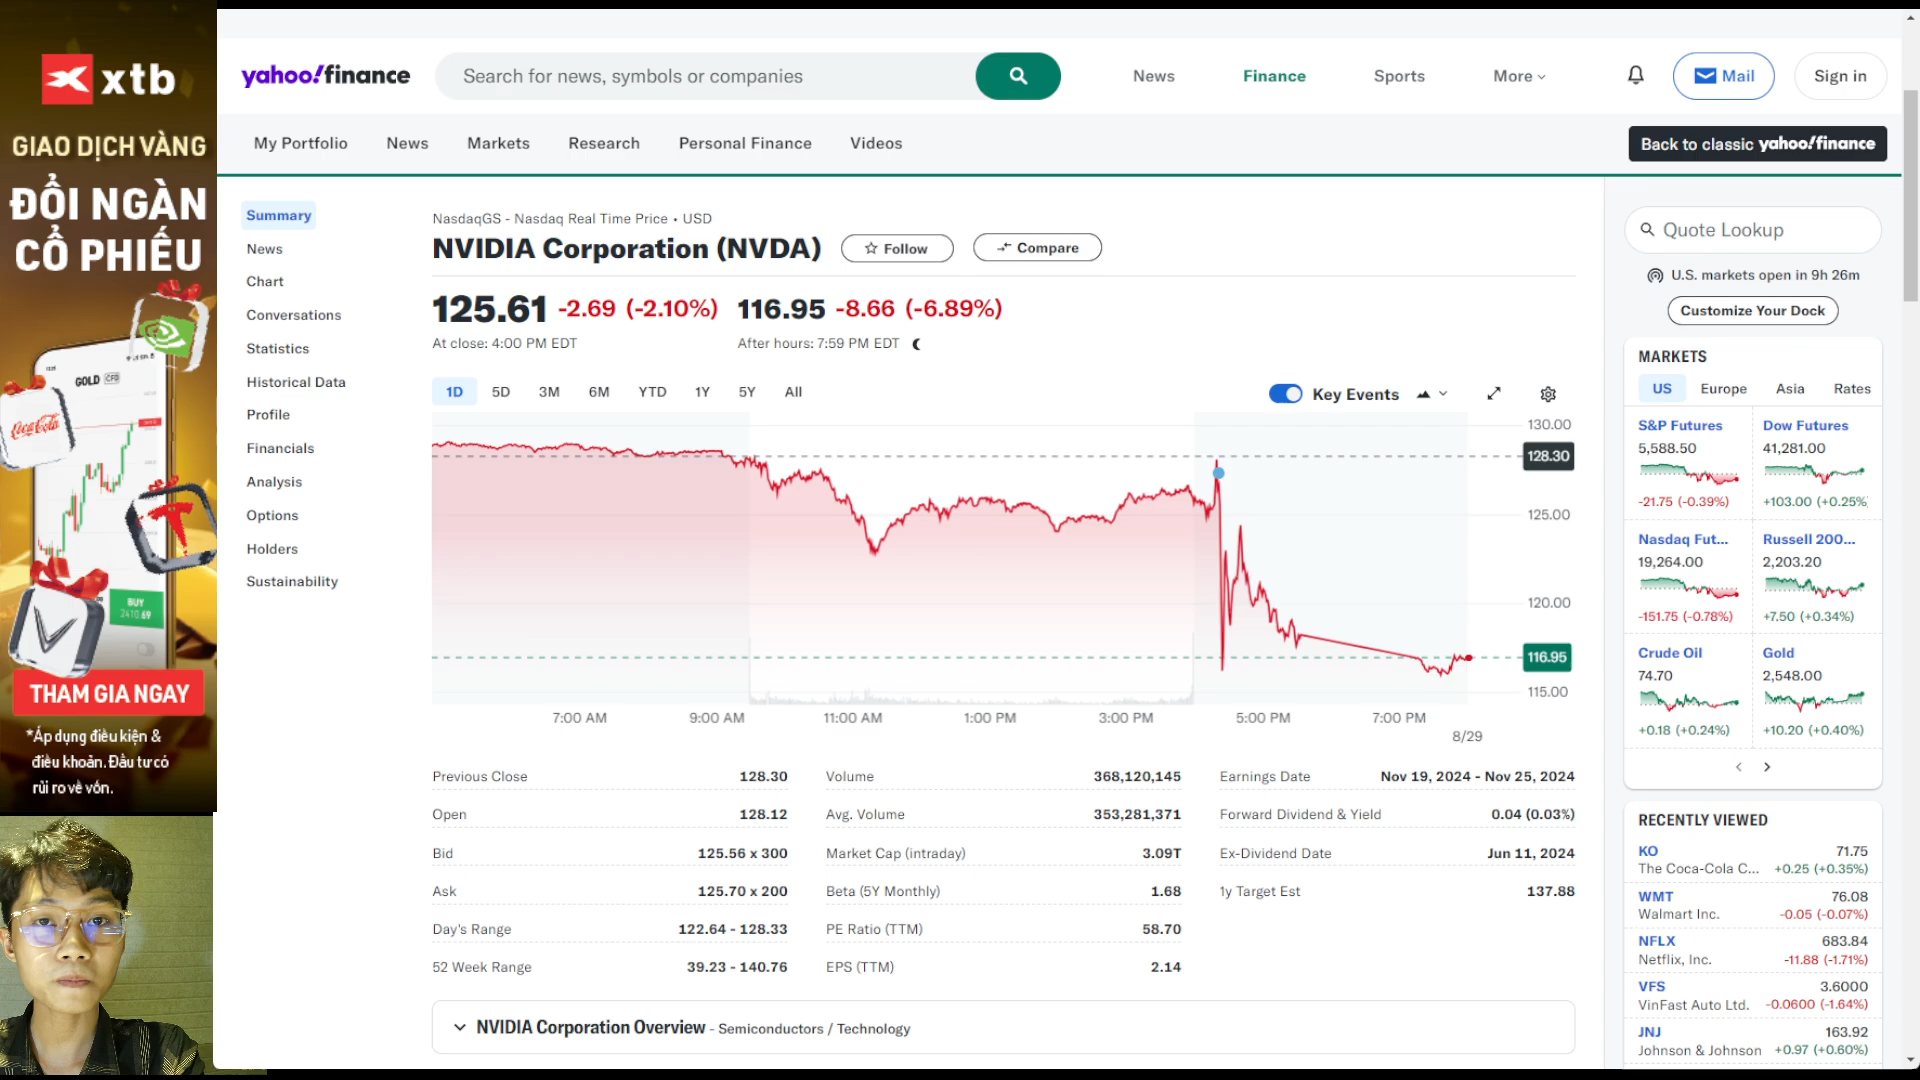 xtb
GIAO DỊCH VÀNG
ĐỔI NGÀN
CỔ PHIẾU
GOLD CFD
Coca-Cola
BUY
2410.69
THAM GIA NGAY
*Áp dụng điều kiện &
điều khoản. Đầu tư có
rủi ro về vốn.
yahoo!finance
Search for news, symbols or companies
News
Finance
Sports
More
Mail
Sign in
My Portfolio
News
Markets
Research
Personal Finance
Videos
Back to classic yahoo!finance
Summary
News
Chart
Conversations
Statistics
Historical Data
Profile
Financials
Analysis
Options
Holders
Sustainability
NasdaqGS - Nasdaq Real Time Price • USD
NVIDIA Corporation (NVDA)
Follow
Compare
125.61 -2.69 (-2.10%)
At close: 4:00 PM EDT
116.95 -8.66 (-6.89%)
After hours: 7:59 PM EDT
1D 5D 3M 6M YTD 1Y 5Y All
Key Events
130.00
128.30
125.00
120.00
116.95
115.00
7:00 AM 9:00 AM 11:00 AM 1:00 PM 3:00 PM 5:00 PM 7:00 PM
8/29
Previous Close 128.30
Open 128.12
Bid 125.56 x 300
Ask 125.70 x 200
Day's Range 122.64 - 128.33
52 Week Range 39.23 - 140.76
Volume 368,120,145
Avg. Volume 353,281,371
Market Cap (intraday) 3.09T
Beta (5Y Monthly) 1.68
PE Ratio (TTM) 58.70
EPS (TTM) 2.14
Earnings Date Nov 19, 2024 - Nov 25, 2024
Forward Dividend & Yield 0.04 (0.03%)
Ex-Dividend Date Jun 11, 2024
1y Target Est 137.88
NVIDIA Corporation Overview - Semiconductors / Technology
Quote Lookup
U.S. markets open in 9h 26m
Customize Your Dock
MARKETS
US Europe Asia Rates
S&P Futures
5,588.50
-21.75 (-0.39%)
Dow Futures
41,281.00
+103.00 (+0.25%
Nasdaq Fut...
19,264.00
-151.75 (-0.78%)
Russell 200...
2,203.20
+7.50 (+0.34%)
Crude Oil
74.70
+0.18 (+0.24%)
Gold
2,548.00
+10.20 (+0.40%)
RECENTLY VIEWED
KO 71.75
The Coca-Cola C... +0.25 (+0.35%)
WMT 76.08
Walmart Inc. -0.05 (-0.07%)
NFLX 683.84
Netflix, Inc. -11.88 (-1.71%)
VFS 3.6000
VinFast Auto Ltd. -0.0600 (-1.64%)
JNJ 163.92
Johnson & Johnson +0.97 (+0.60%)